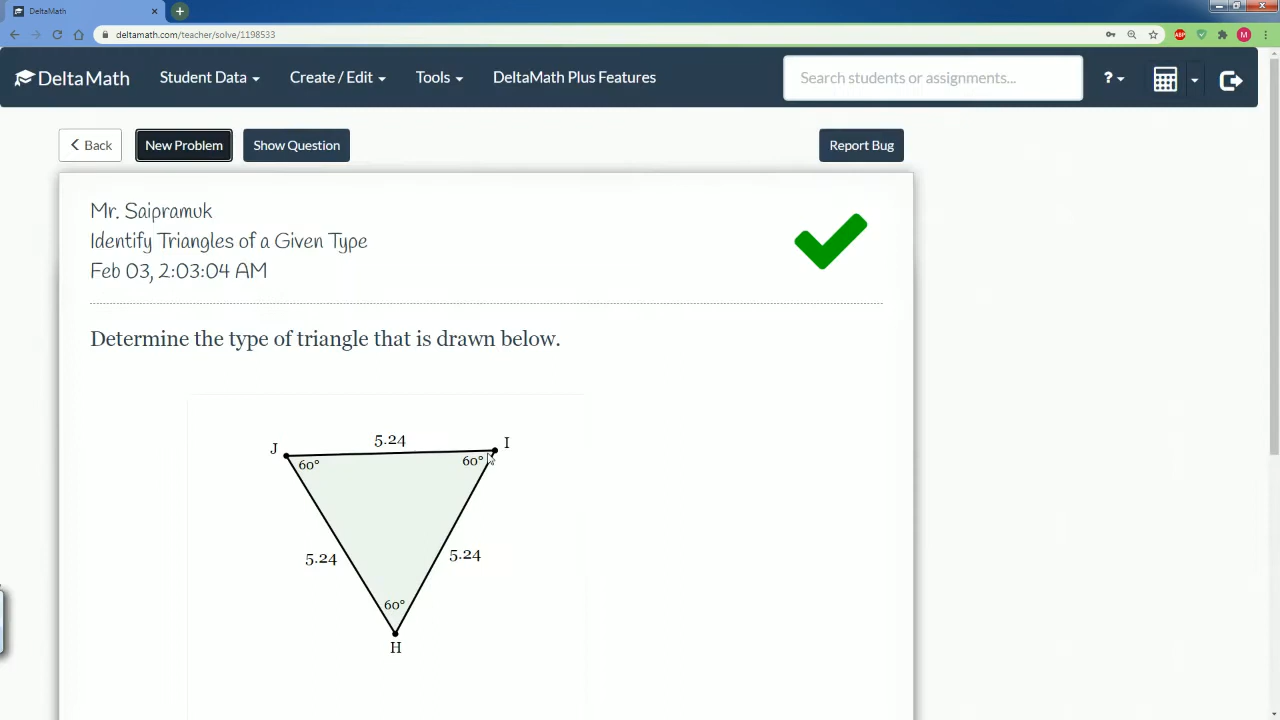 DeltaMath
deltamath.com/teacher/solve/1198533
ABP
M
DeltaMath
Student Data
Create / Edit
Tools
DeltaMath Plus Features
Search students or assignments...
?
Back
New Problem
Show Question
Report Bug
Mr. Saipramuk
Identify Triangles of a Given Type
Feb 03, 2:03:04 AM
Determine the type of triangle that is drawn below.
J
5.24
I
60°
60°
5.24
5.24
60°
H